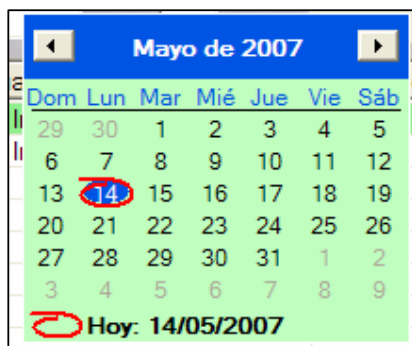 Mayo de 2007
Dom Lun Mar Mié Jue Vie Sáb
29 30 1 2 3 4 5
6 7 8 9 10 11 12
13 14 15 16 17 18 19
20 21 22 23 24 25 26
27 28 29 30 31 1 2
3 4 5 6 7 8 9
Hoy: 14/05/2007